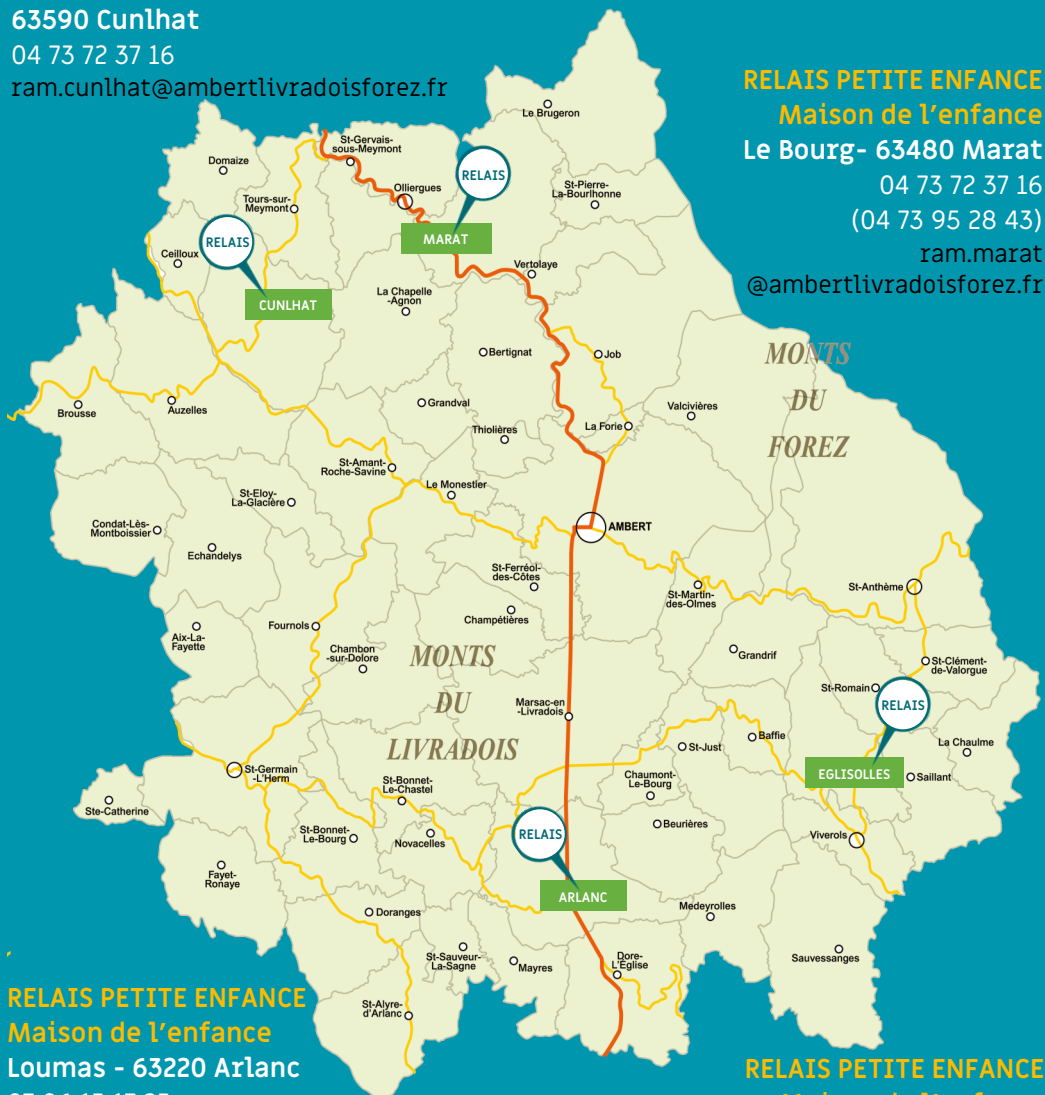 63590 Cunlhat
04 73 72 37 16
ram.cunlhat@ambertlivradoisforez.fr
RELAIS PETITE ENFANCE
Maison de l’enfance
Le Bourg- 63480 Marat
04 73 72 37 16
(04 73 95 28 43)
ram.marat
@ambertlivradoisforez.fr
Le Brugeron
St-Gervais-
sous-Meymont
Domaize
RELAIS
Olliergues
St-Pierre-
La-Bourlhonne
Tours-sur-
Meymont
RELAIS
MARAT
Ceilloux
Vertolaye
CUNLHAT
La Chapelle
-Agnon
Bertignat
Job
MONTS
DU
FOREZ
Brousse
Auzelles
Grandval
Valcivières
La Forie
Thiolières
St-Amant-
Roche-Savine
Le Monestier
St-Eloy-
La-Glacière
Condat-Lès-
Montboissier
AMBERT
Echandelys
St-Ferréol-
des-Côtes
St-Martin-
des-Olmes
St-Anthème
Champétières
Aix-La-
Fayette
Fournols
Chambon
-sur-Dolore
MONTS
DU
LIVRADOIS
Grandrif
St-Clément-
de-Valorgue
St-Romain
RELAIS
Marsac-en
-Livradois
Baffie
St-Just
La Chaulme
EGLISOLLES
Saillant
St-Germain
-L'Herm
St-Bonnet-
Le-Chastel
Chaumont-
Le-Bourg
Ste-Catherine
St-Bonnet-
Le-Bourg
Novacelles
RELAIS
Beurières
Viverols
Fayet-
Ronaye
ARLANC
Doranges
Medeyrolles
St-Sauveur-
La-Sagne
Mayres
Dore-
L'Église
Sauvessanges
St-Alyre-
d'Arlanc
RELAIS PETITE ENFANCE
Maison de l’enfance
Loumas - 63220 Arlanc
RELAIS PETITE ENFANCE